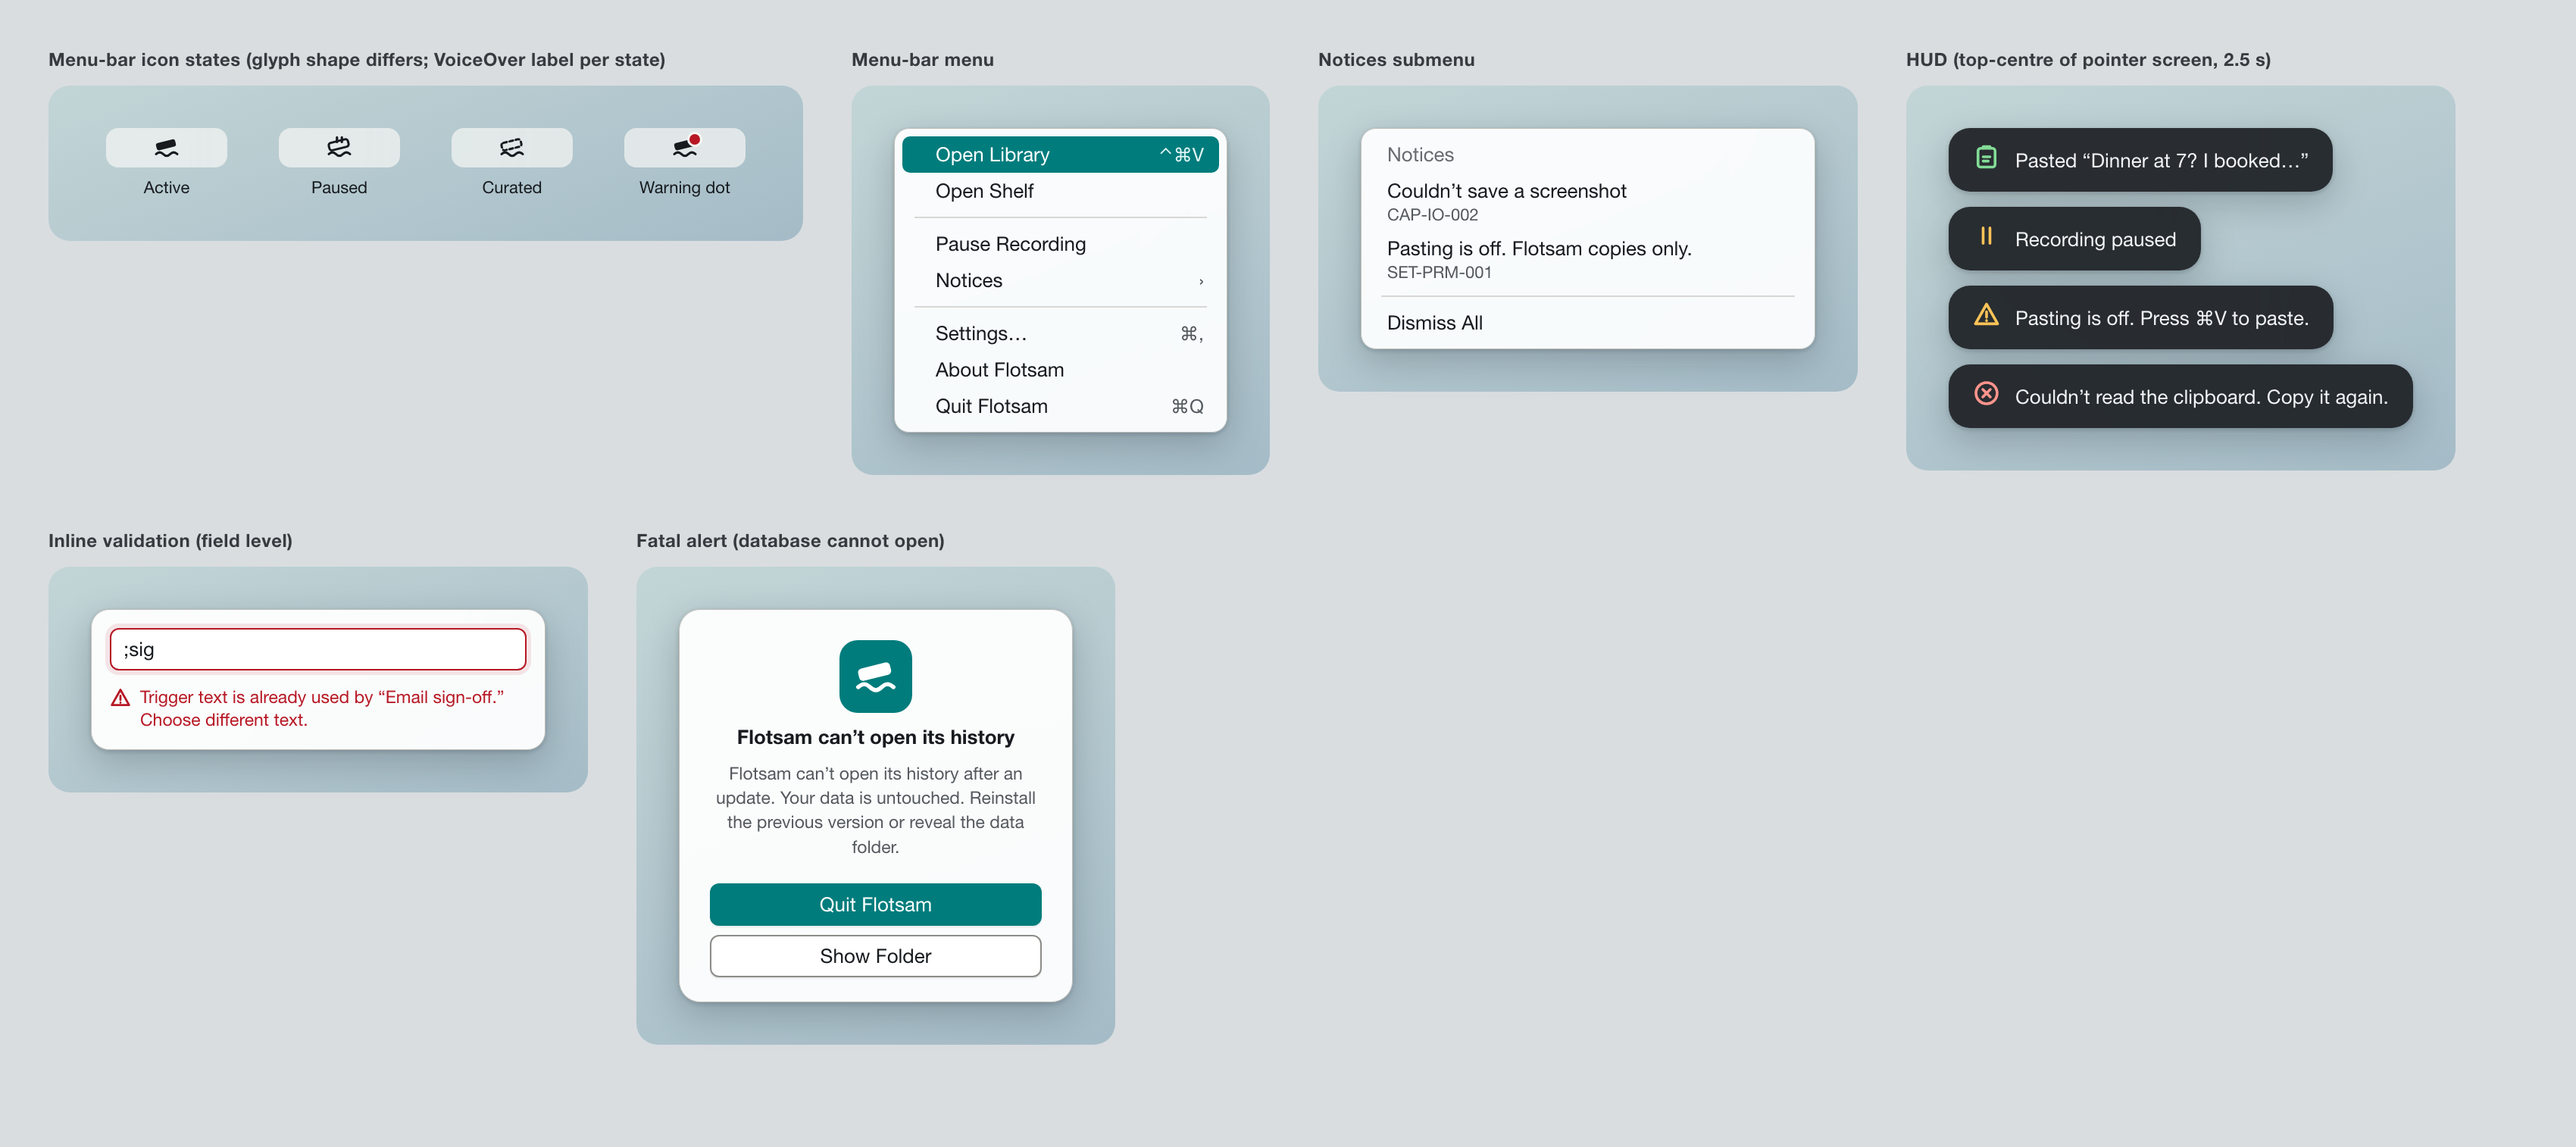 Menu-bar icon states (glyph shape differs; VoiceOver label per state)
Active
Paused
Curated
Warning dot
Menu-bar menu
Open Library ^⌘V
Open Shelf
Pause Recording
Notices ›
Settings… ⌘,
About Flotsam
Quit Flotsam ⌘Q
Notices submenu
Notices
Couldn’t save a screenshot
CAP-IO-002
Pasting is off. Flotsam copies only.
SET-PRM-001
Dismiss All
HUD (top-centre of pointer screen, 2.5 s)
Pasted “Dinner at 7? I booked…”
Recording paused
Pasting is off. Press ⌘V to paste.
Couldn’t read the clipboard. Copy it again.
Inline validation (field level)
;sig
Trigger text is already used by “Email sign-off.”
Choose different text.
Fatal alert (database cannot open)
Flotsam can’t open its history
Flotsam can’t open its history after an
update. Your data is untouched. Reinstall
the previous version or reveal the data
folder.
Quit Flotsam
Show Folder